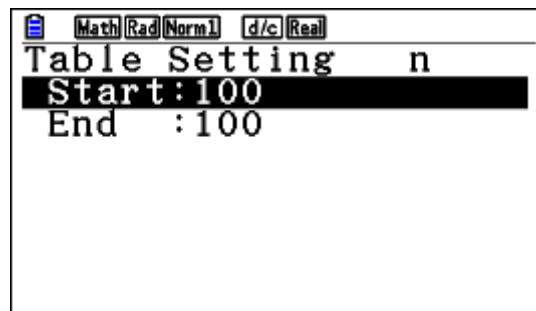 Math Rad Norm1 d/c Real
Table Setting n
Start:100
End :100